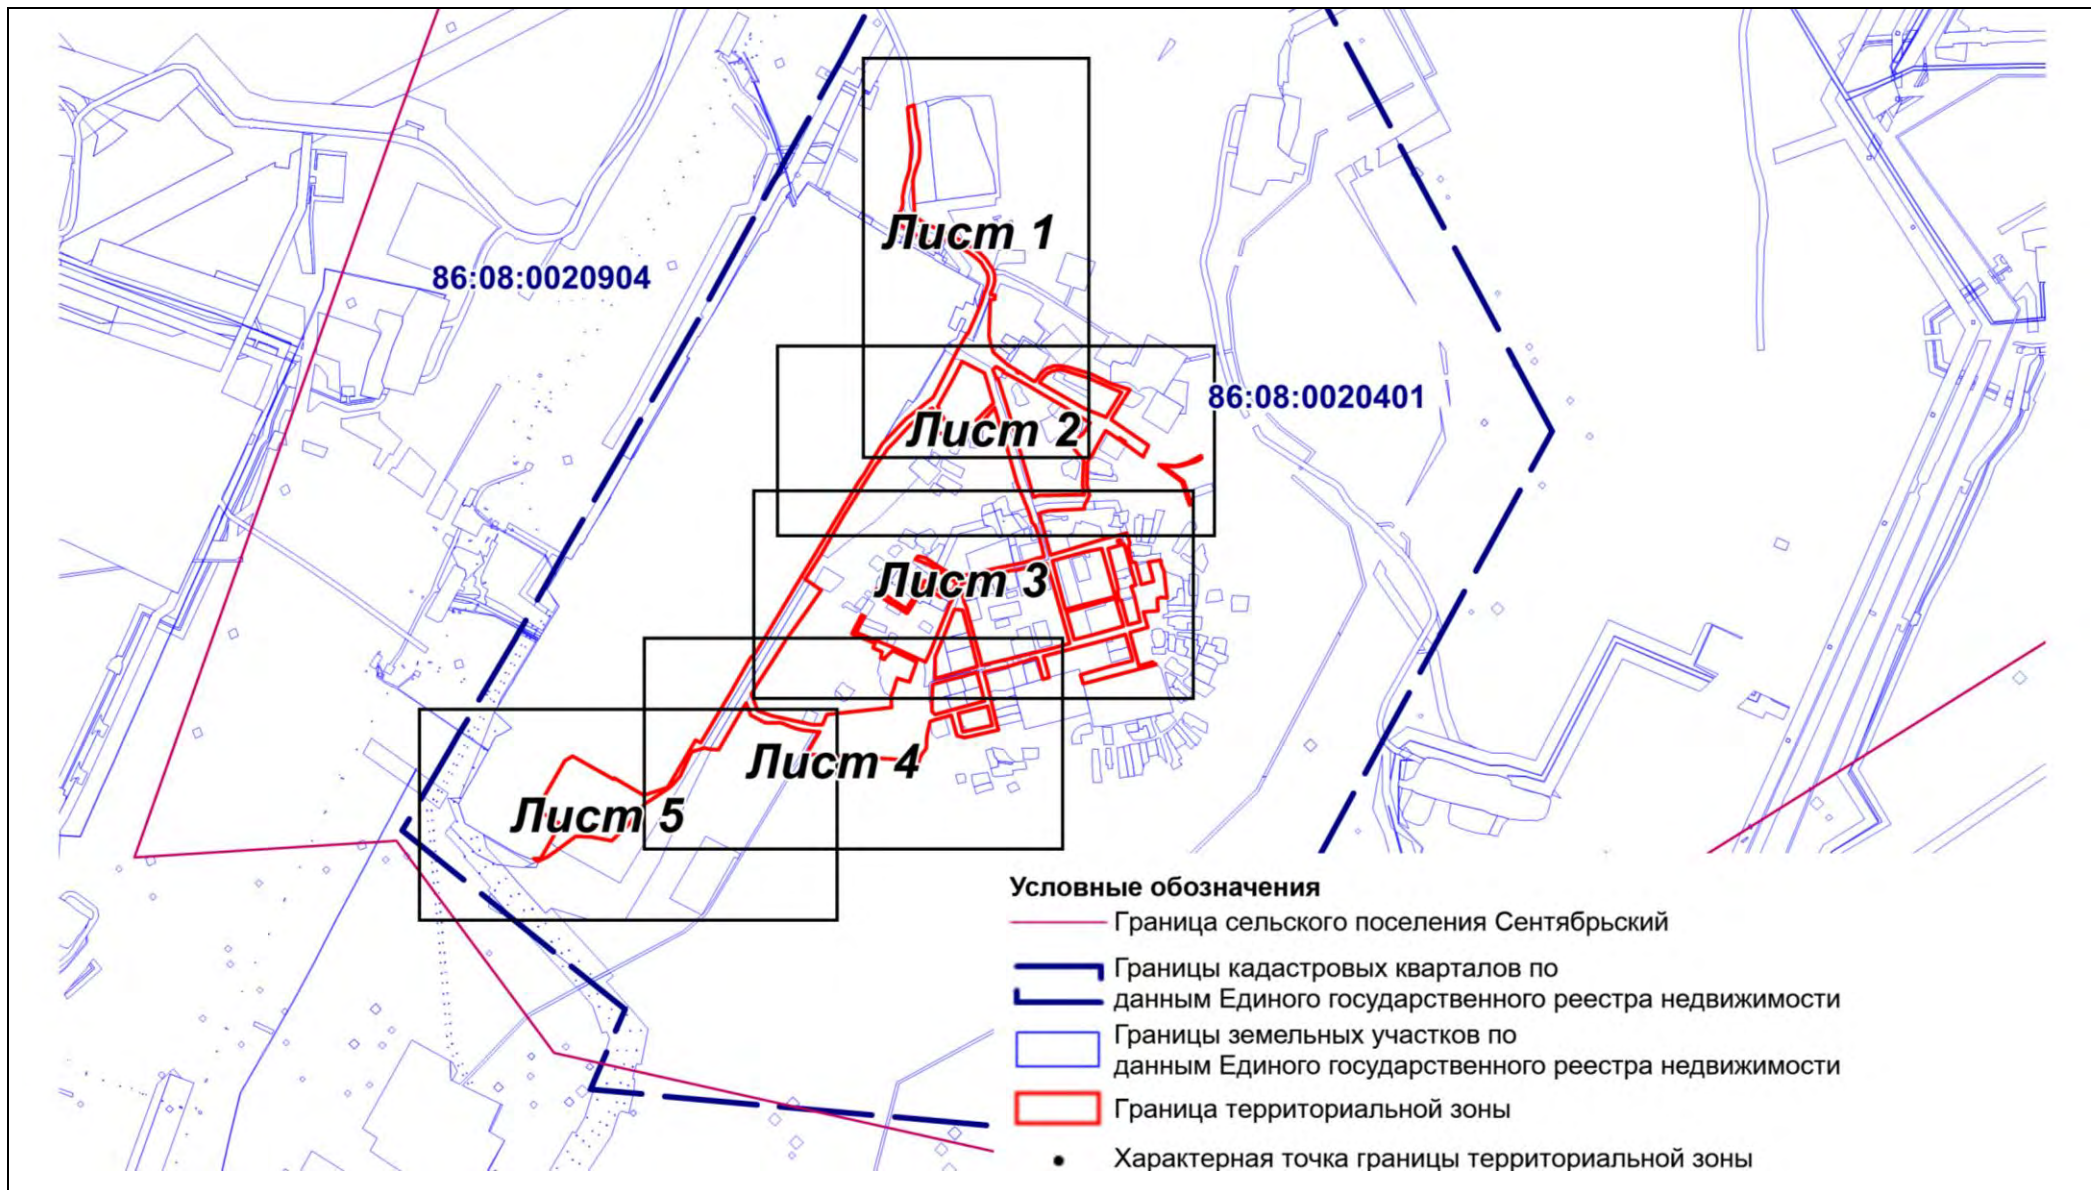 Лист 1
86:08:0020904
86:08:0020401
Лист 2
Лист 3
Лист 4
Лист 5
Условные обозначения
Граница сельского поселения Сентябрьский
Границы кадастровых кварталов по
данным Единого государственного реестра недвижимости
Границы земельных участков по
данным Единого государственного реестра недвижимости
Граница территориальной зоны
Характерная точка границы территориальной зоны